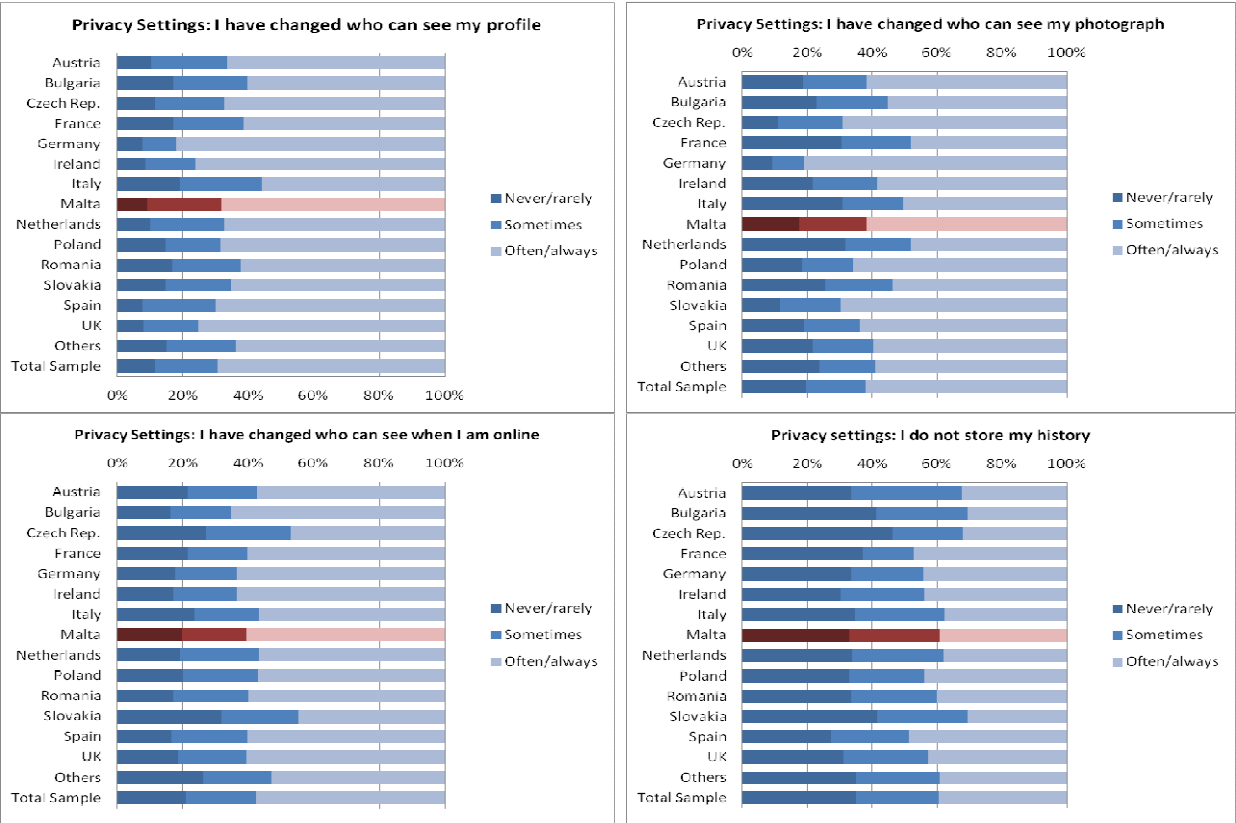 Privacy Settings: I have changed who can see my profile
Austria
Bulgaria
Czech Rep.
France
Germany
Ireland
Italy
Malta
Netherlands
Poland
Romania
Slovakia
Spain
UK
Others
Total Sample
0% 20% 40% 60% 80% 100%
Never/rarely
Sometimes
Often/always
Privacy Settings: I have changed who can see my photograph
0% 20% 40% 60% 80% 100%
Austria
Bulgaria
Czech Rep.
France
Germany
Ireland
Italy
Malta
Netherlands
Poland
Romania
Slovakia
Spain
UK
Others
Total Sample
Never/rarely
Sometimes
Often/always
Privacy Settings: I have changed who can see when I am online
0% 20% 40% 60% 80% 100%
Austria
Bulgaria
Czech Rep.
France
Germany
Ireland
Italy
Malta
Netherlands
Poland
Romania
Slovakia
Spain
UK
Others
Total Sample
Never/rarely
Sometimes
Often/always
Privacy settings: I do not store my history
0% 20% 40% 60% 80% 100%
Austria
Bulgaria
Czech Rep.
France
Germany
Ireland
Italy
Malta
Netherlands
Poland
Romania
Slovakia
Spain
UK
Others
Total Sample
Never/rarely
Sometimes
Often/always